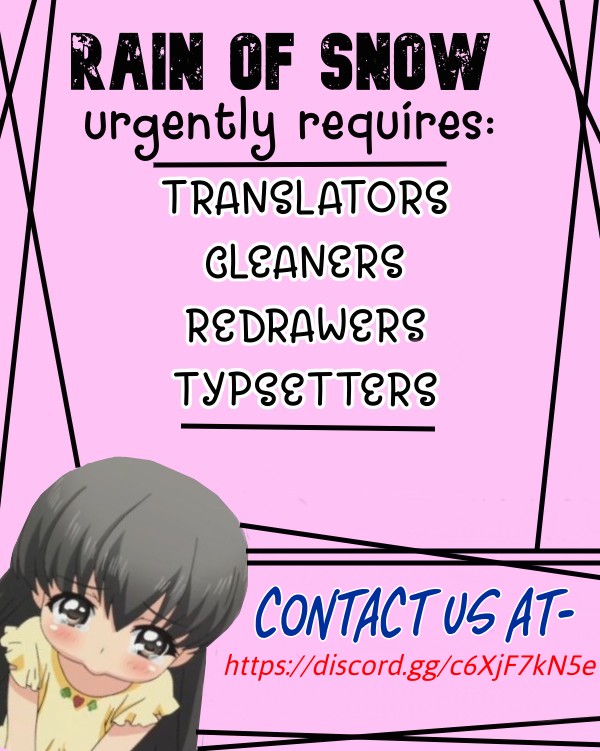 RAIN OF SNOW
urgently requires:
TRANSLATORS
CLEANERS
REDRAWERS
TYPSETTERS
CONTACT US AT-
https://discord.gg/c6XjF7kN5e